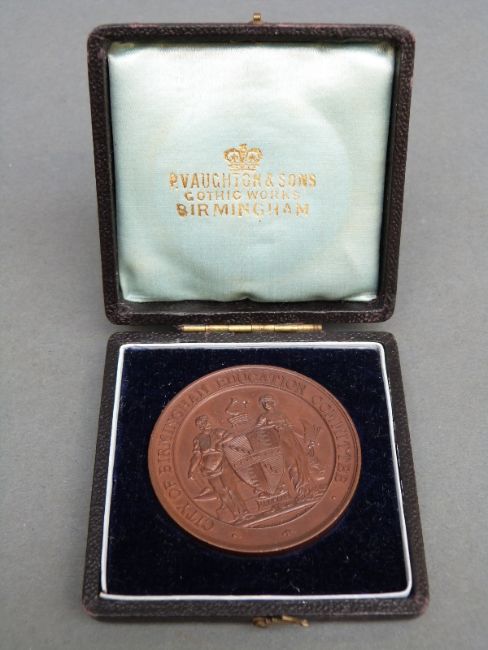 P. VAUGHTON & SONS
GOTHIC WORKS
BIRMINGHAM
CITY OF BIRMINGHAM EDUCATION COMMITTEE